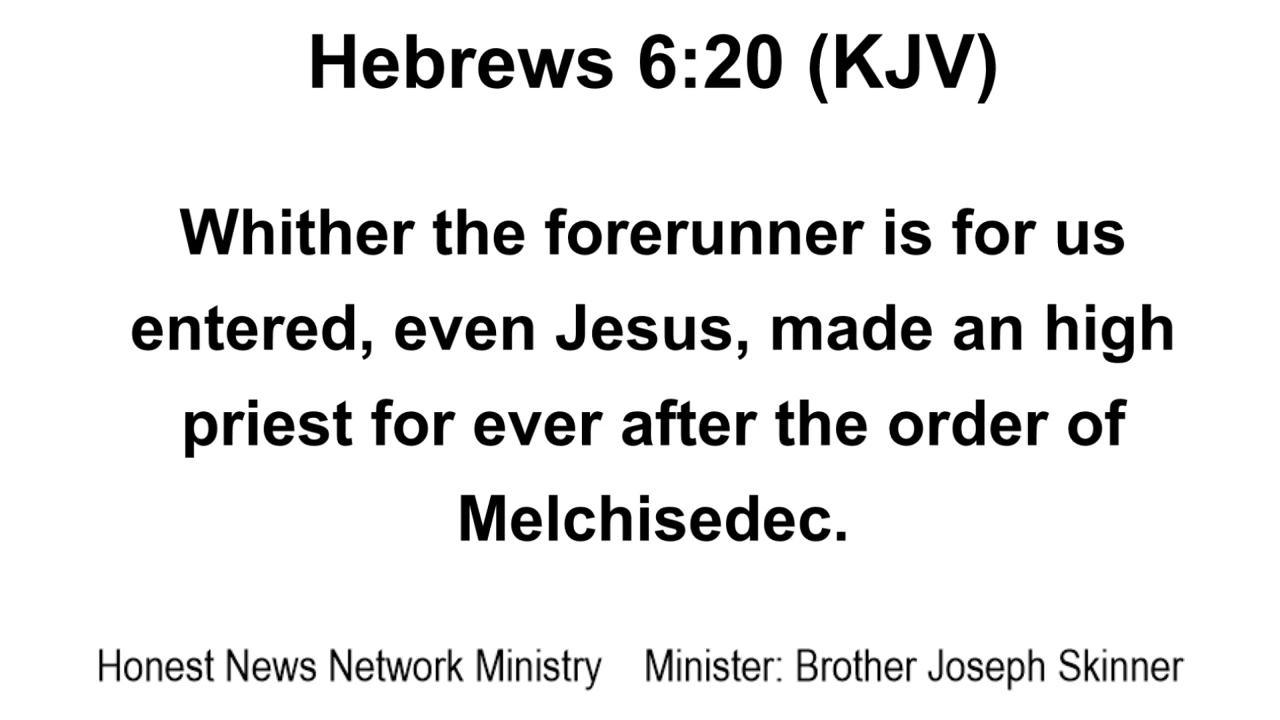 Hebrews 6:20 (KJV)
Whither the forerunner is for us
entered, even Jesus, made an high
priest for ever after the order of
Melchisedec.
Honest News Network Ministry    Minister: Brother Joseph Skinner